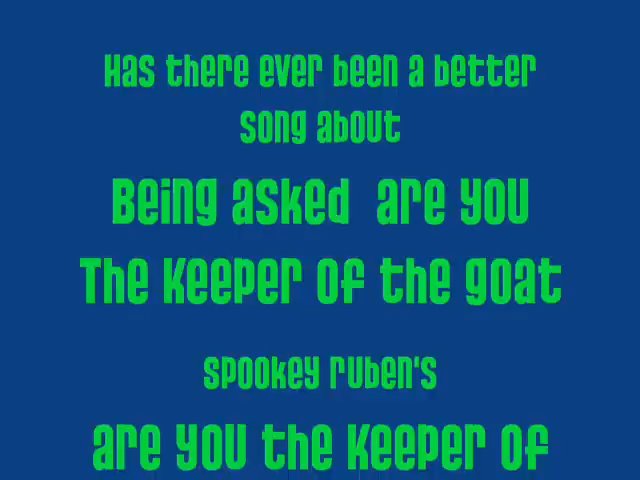 Has there ever been a better
song about
Being asked are you
The Keeper of the goat
spookey ruben's
are you the keeper of